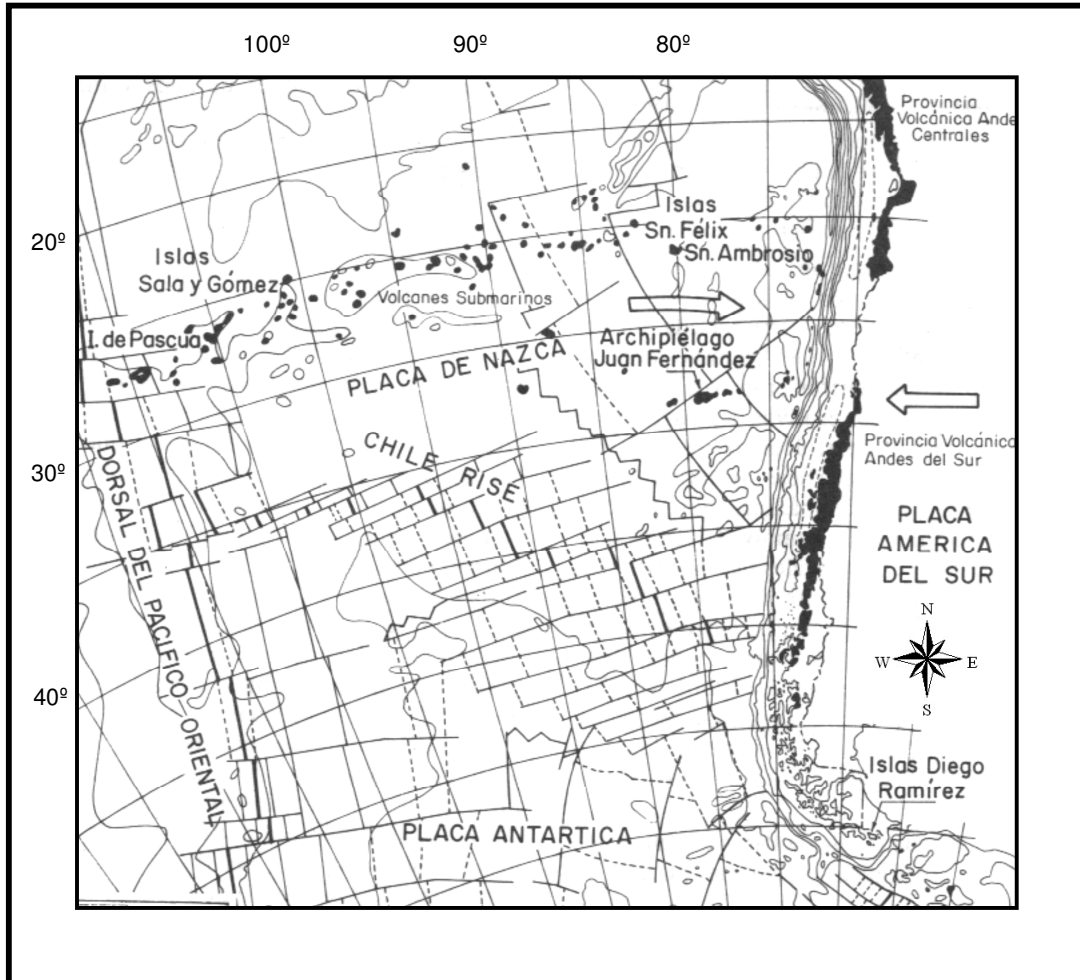 100º 90º 80º
Provincia
Volcánica Ande
Centrales
Islas
Sn. Félix
Sn. Ambrosio
20º
Islas
Sala y Gómez
Volcanes Submarinos
I. de Pascua
Archipiélago
Juan Fernández
PLACA DE NAZCA
CHILE RISE
30º
Provincia Volcánica
Andes del Sur
DORSAL DEL PACIFICO ORIENTAL
PLACA
AMERICA
DEL SUR
N
W E
S
40º
Islas Diego
Ramírez
PLACA ANTARTICA